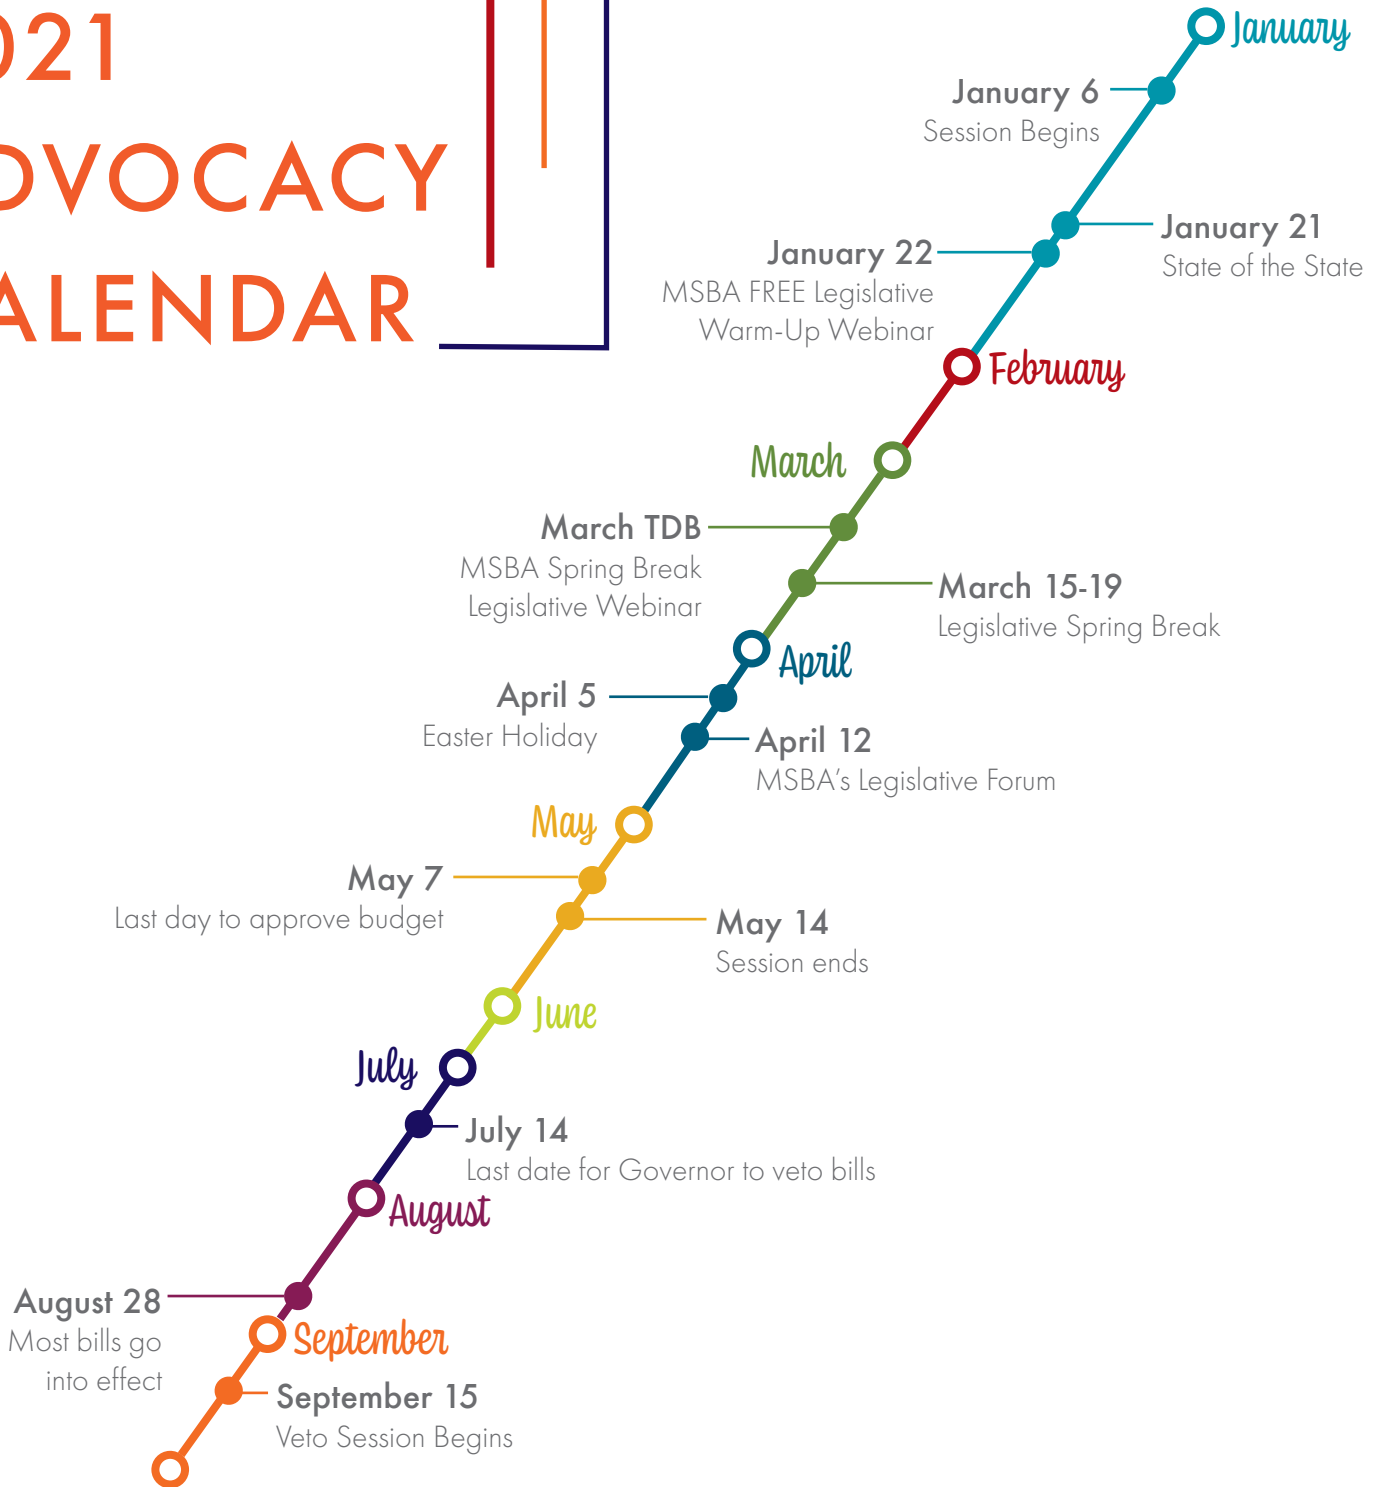 021
DVOCACY
ALENDAR
January
January 6
Session Begins
January 21
State of the State
January 22
MSBA FREE Legislative
Warm-Up Webinar
February
March
March TDB
MSBA Spring Break
Legislative Webinar
March 15-19
Legislative Spring Break
April
April 5
Easter Holiday
April 12
MSBA's Legislative Forum
May
May 7
Last day to approve budget
May 14
Session ends
June
July
July 14
Last date for Governor to veto bills
August
August 28
Most bills go
into effect
September
September 15
Veto Session Begins